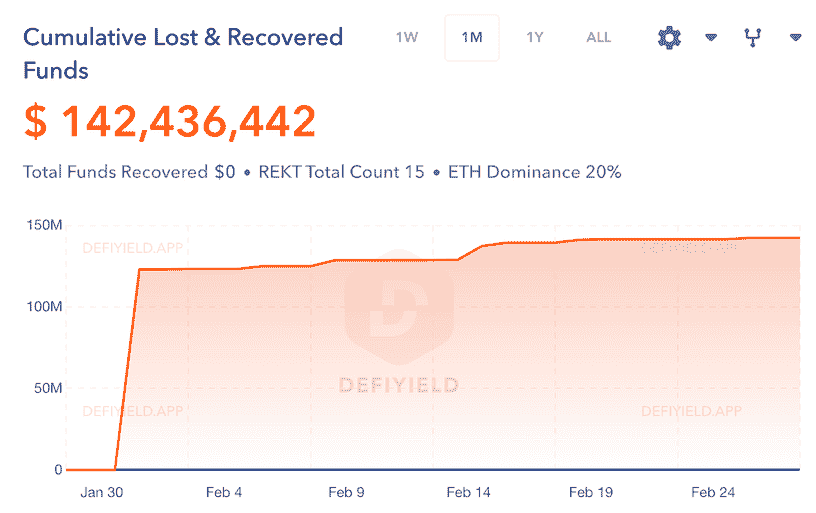 Cumulative Lost & Recovered
Funds
1W
1M
1Y
ALL
$ 142,436,442
Total Funds Recovered $0 • REKT Total Count 15 • ETH Dominance 20%
150M
DEFIYIELD.APP
100M
50M
DEFIYIELD
DEFIYIELD.APP
DEFIYIELD.APP
0
Jan 30
Feb 4
Feb 9
Feb 14
Feb 19
Feb 24